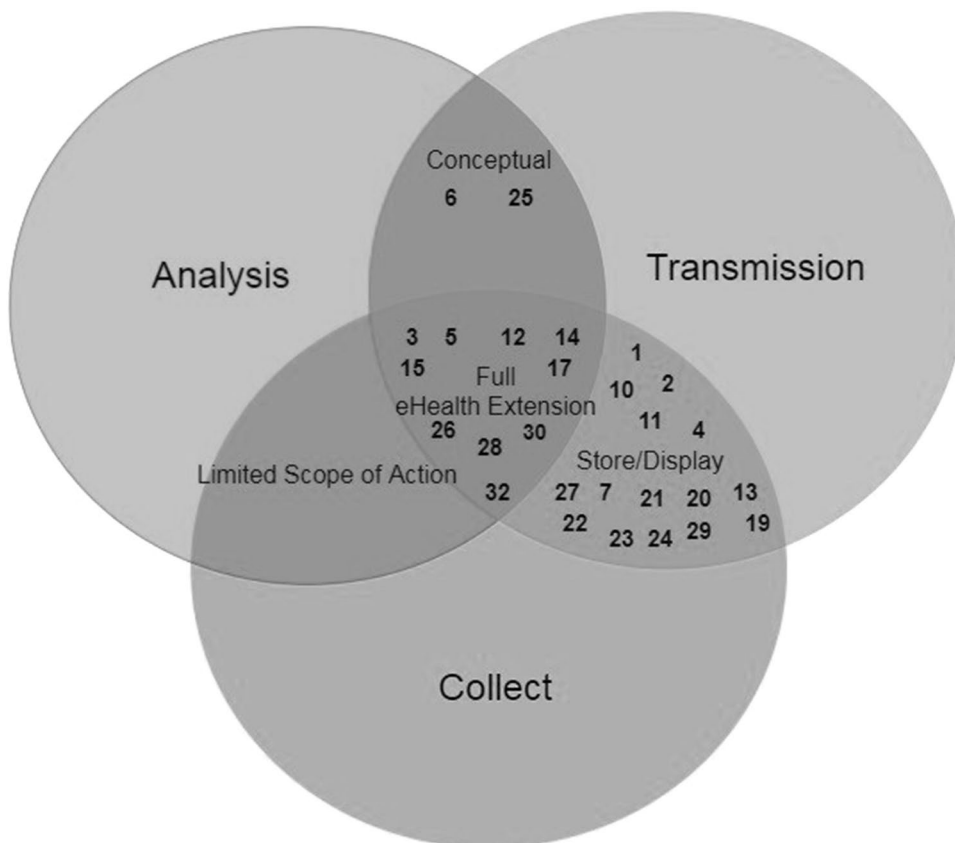 Conceptual
6 25
Analysis
Transmission
3 5 12 14
1
15 17
Full
10 2
eHealth Extension
11 4
26 28 30
Store/Display
Limited Scope of Action
32
27 7 21 20 13
22 23 24 29 19
Collect